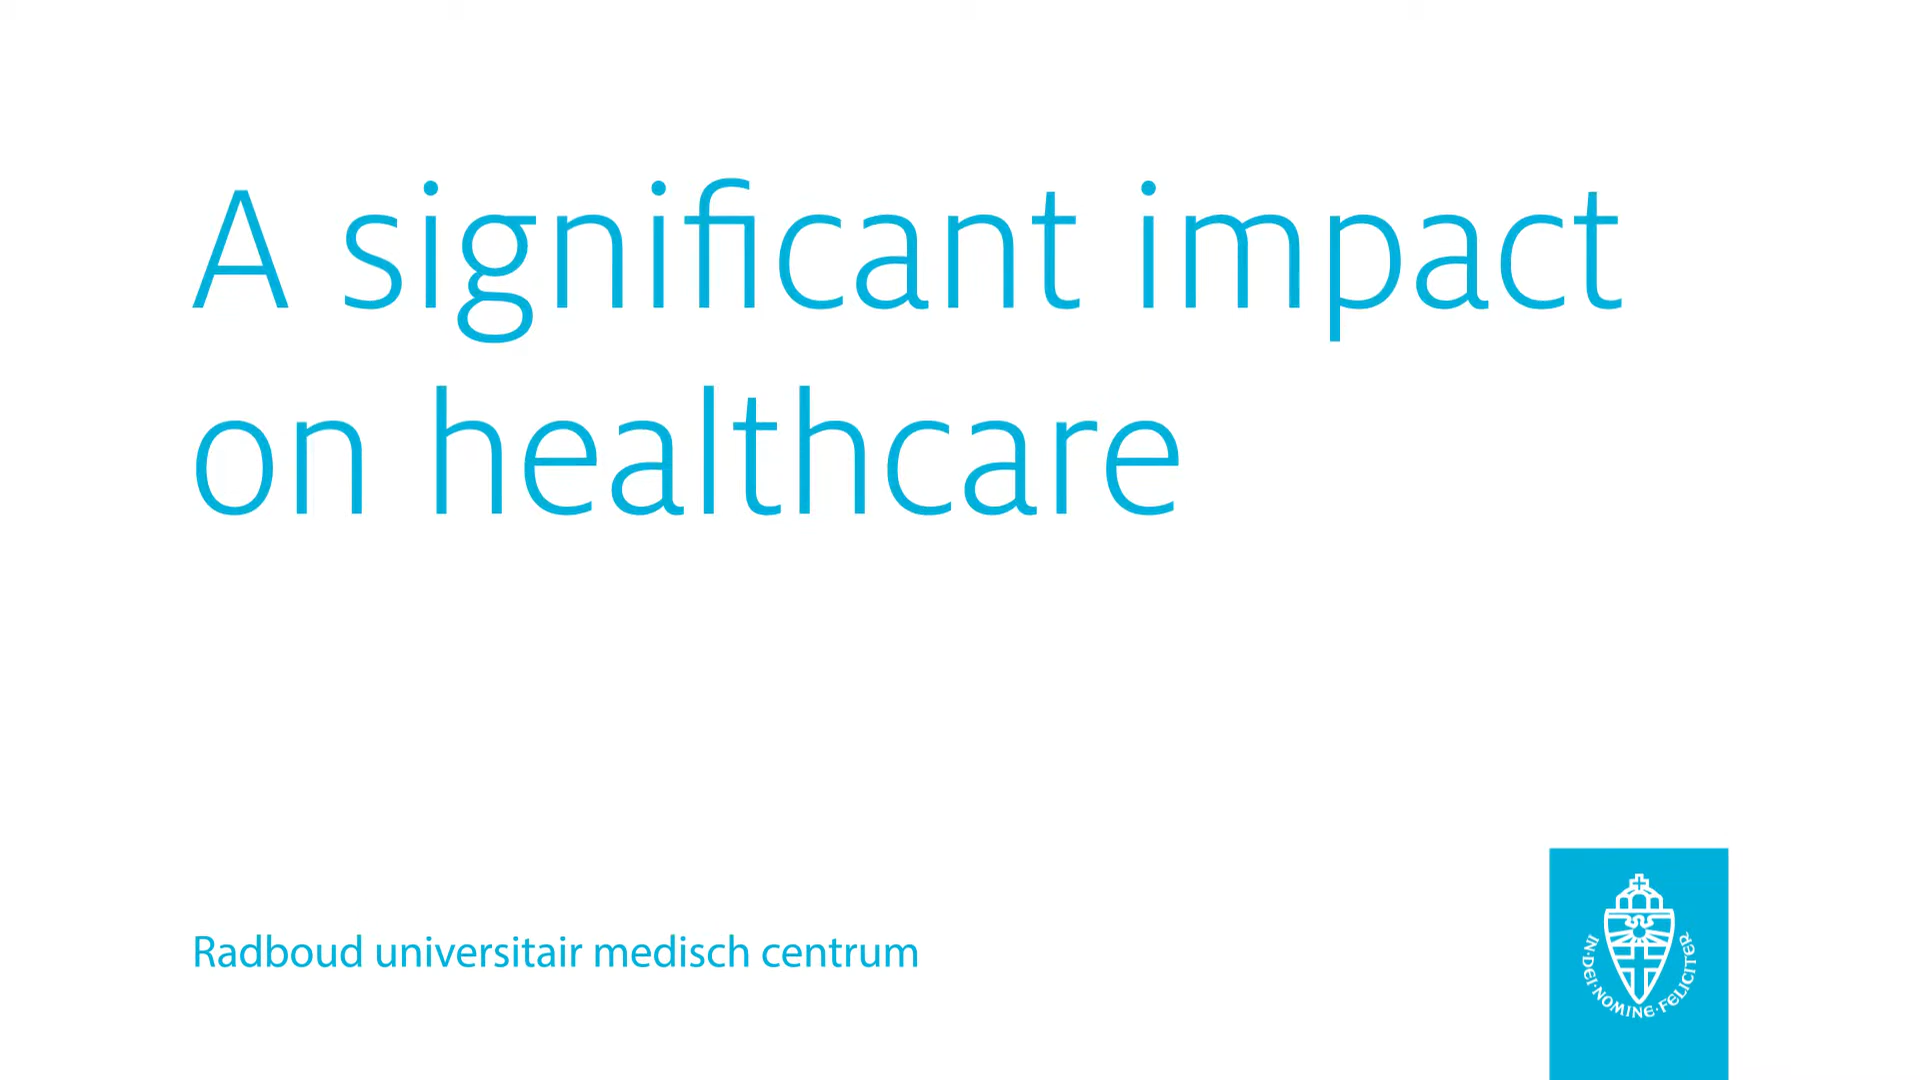 A significant impact
on healthcare
Radboud universitair medisch centrum
IN·DEI·NOMINE·FELICITER